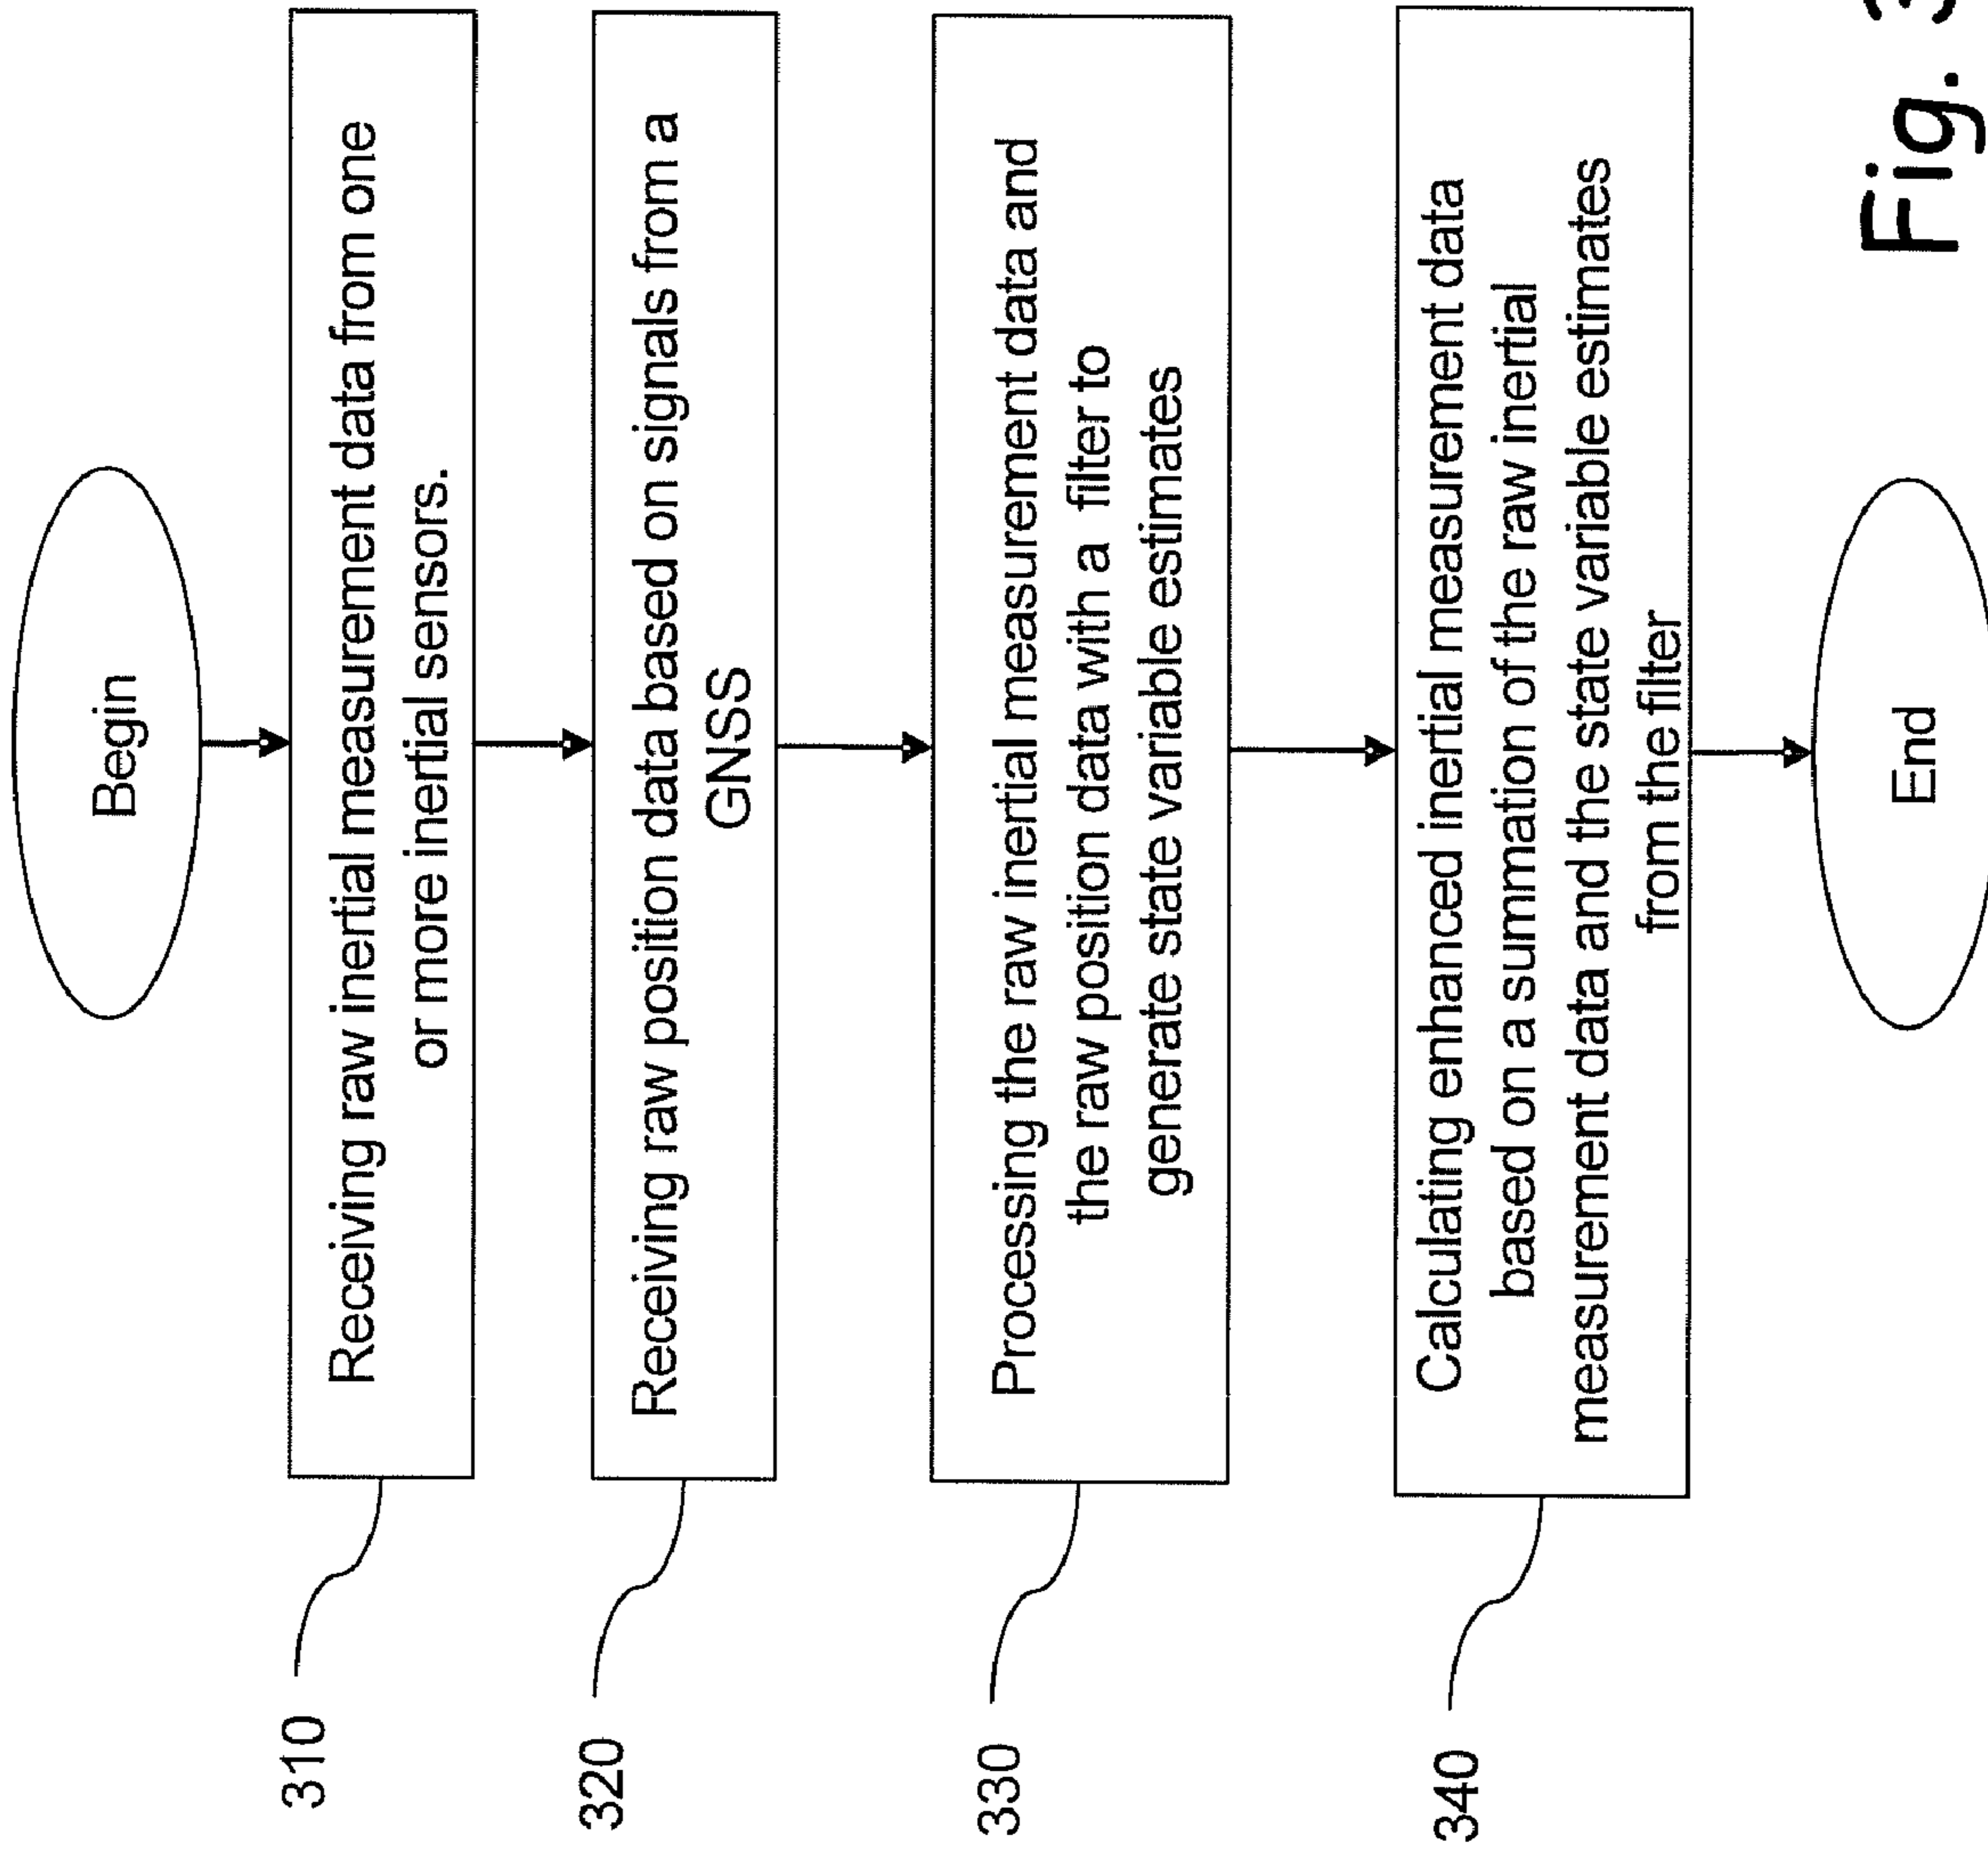 Begin
310
Receiving raw inertial measurement data from one
or more inertial sensors.
320
Receiving raw position data based on signals from a
GNSS
330
Processing the raw inertial measurement data and
the raw position data with a filter to
generate state variable estimates
340
Calculating enhanced inertial measurement data
based on a summation of the raw inertial
measurement data and the state variable estimates
from the filter
End
Fig. 3